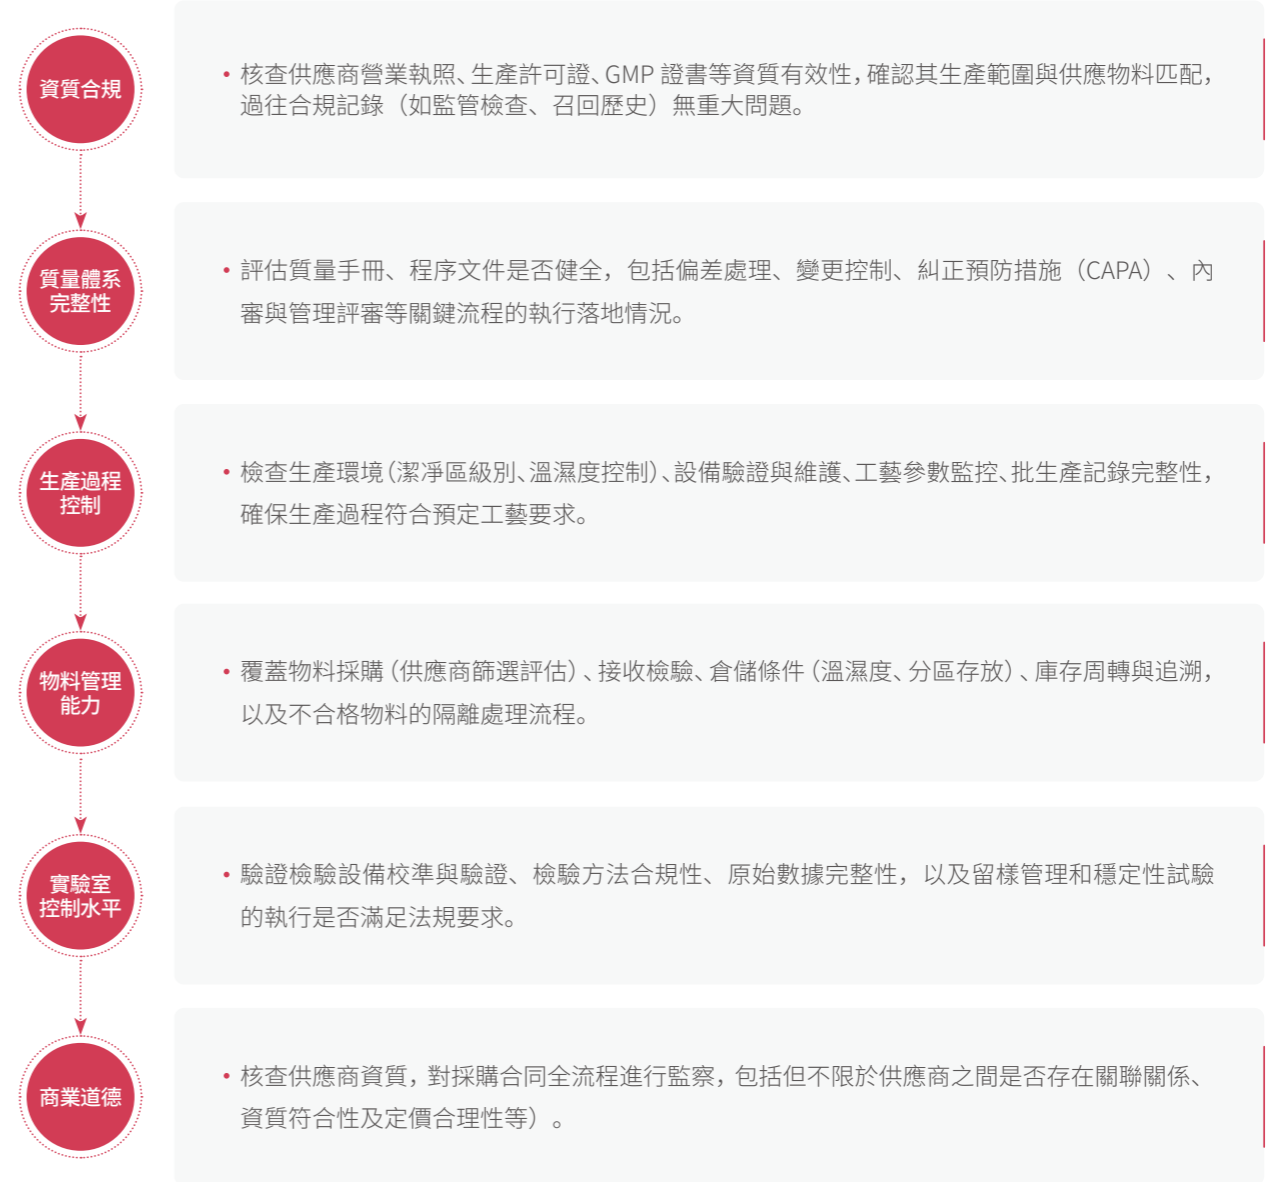 資質合規
• 核查供應商營業執照、生產許可證、GMP 證書等資質有效性，確認其生產範圍與供應物料匹配，
過往合規記錄（如監管檢查、召回歷史）無重大問題。
質量體系
完整性
• 評估質量手冊、程序文件是否健全，包括偏差處理、變更控制、糾正預防措施（CAPA）、內
審與管理評審等關鍵流程的執行落地情況。
生產過程
控制
• 檢查生產環境（潔凈區級別、溫濕度控制）、設備驗證與維護、工藝參數監控、批生產記錄完整性，
確保生產過程符合預定工藝要求。
物料管理
能力
• 覆蓋物料採購（供應商篩選評估）、接收檢驗、倉儲條件（溫濕度、分區存放）、庫存周轉與追溯，
以及不合格物料的隔離處理流程。
實驗室
控制水平
• 驗證檢驗設備校準與驗證、檢驗方法合規性、原始數據完整性，以及留樣管理和穩定性試驗
的執行是否滿足法規要求。
商業道德
• 核查供應商資質，對採購合同全流程進行監察，包括但不限於供應商之間是否存在關聯關係、
資質符合性及定價合理性等）。